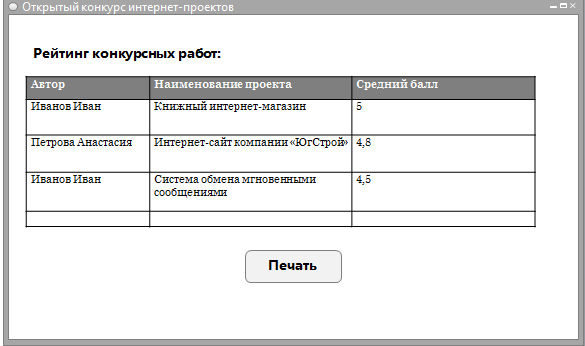 Открытый конкурс интернет-проектов
Рейтинг конкурсных работ:
Автор Наименование проекта Средний балл
Иванов Иван Книжный интернет-магазин 5
Петрова Анастасия Интернет-сайт компании «ЮгСтрой» 4,8
Иванов Иван Система обмена мгновенными 4,5
сообщениями
Печать